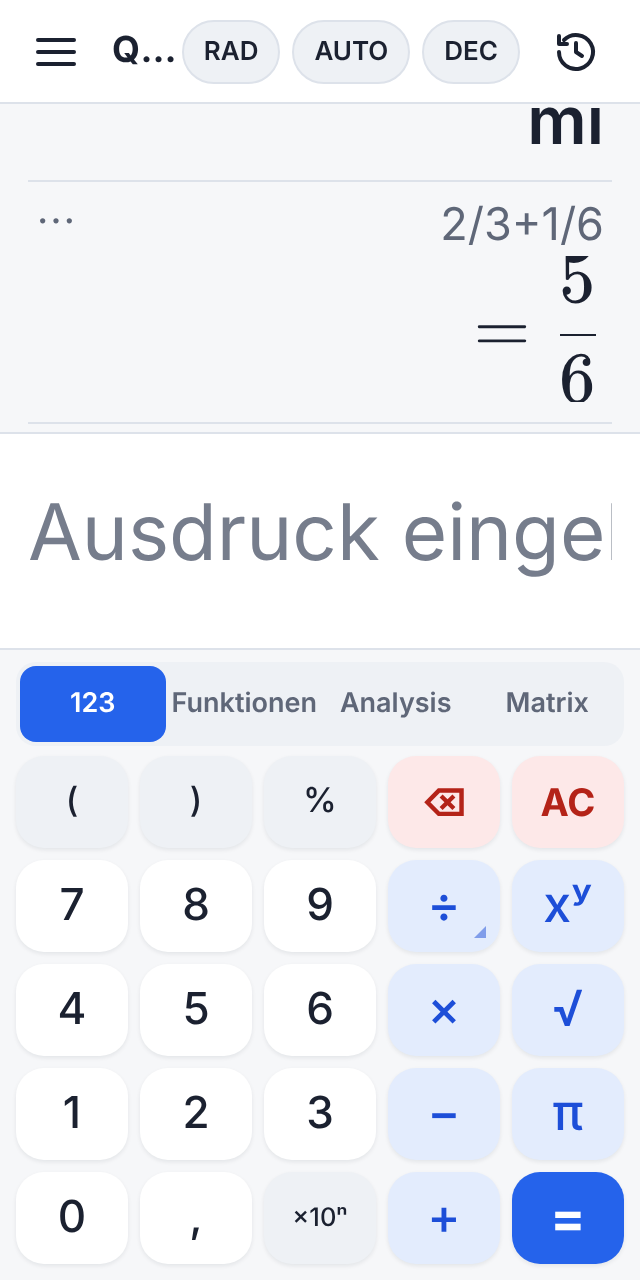 Q... RAD AUTO DEC
mi
... 2/3+1/6
= 5/6
Ausdruck einge
123 Funktionen Analysis Matrix
( ) % ⌫ AC
7 8 9 ÷ xʸ
4 5 6 × √
1 2 3 − π
0 , ×10ⁿ + =